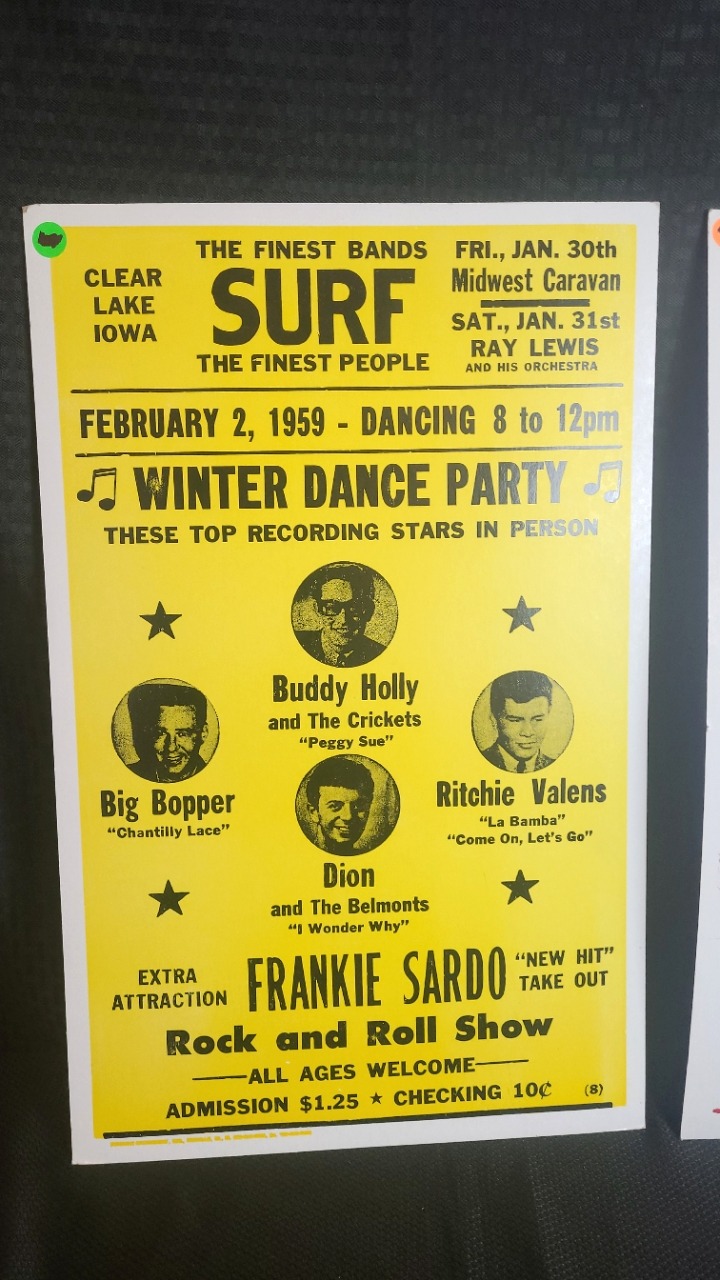 CLEAR
LAKE
IOWA
THE FINEST BANDS
SURF
THE FINEST PEOPLE
FRI., JAN. 30th
Midwest Caravan
SAT., JAN. 31st
RAY LEWIS
AND HIS ORCHESTRA
FEBRUARY 2, 1959 - DANCING 8 to 12pm
WINTER DANCE PARTY
THESE TOP RECORDING STARS IN PERSON
Buddy Holly
and The Crickets
"Peggy Sue"
Big Bopper
"Chantilly Lace"
Ritchie Valens
"La Bamba"
"Come On, Let's Go"
Dion
and The Belmonts
"I Wonder Why"
EXTRA
ATTRACTION
FRANKIE SARDO
"NEW HIT"
TAKE OUT
Rock and Roll Show
ALL AGES WELCOME
ADMISSION $1.25 ★ CHECKING 10¢ (8)